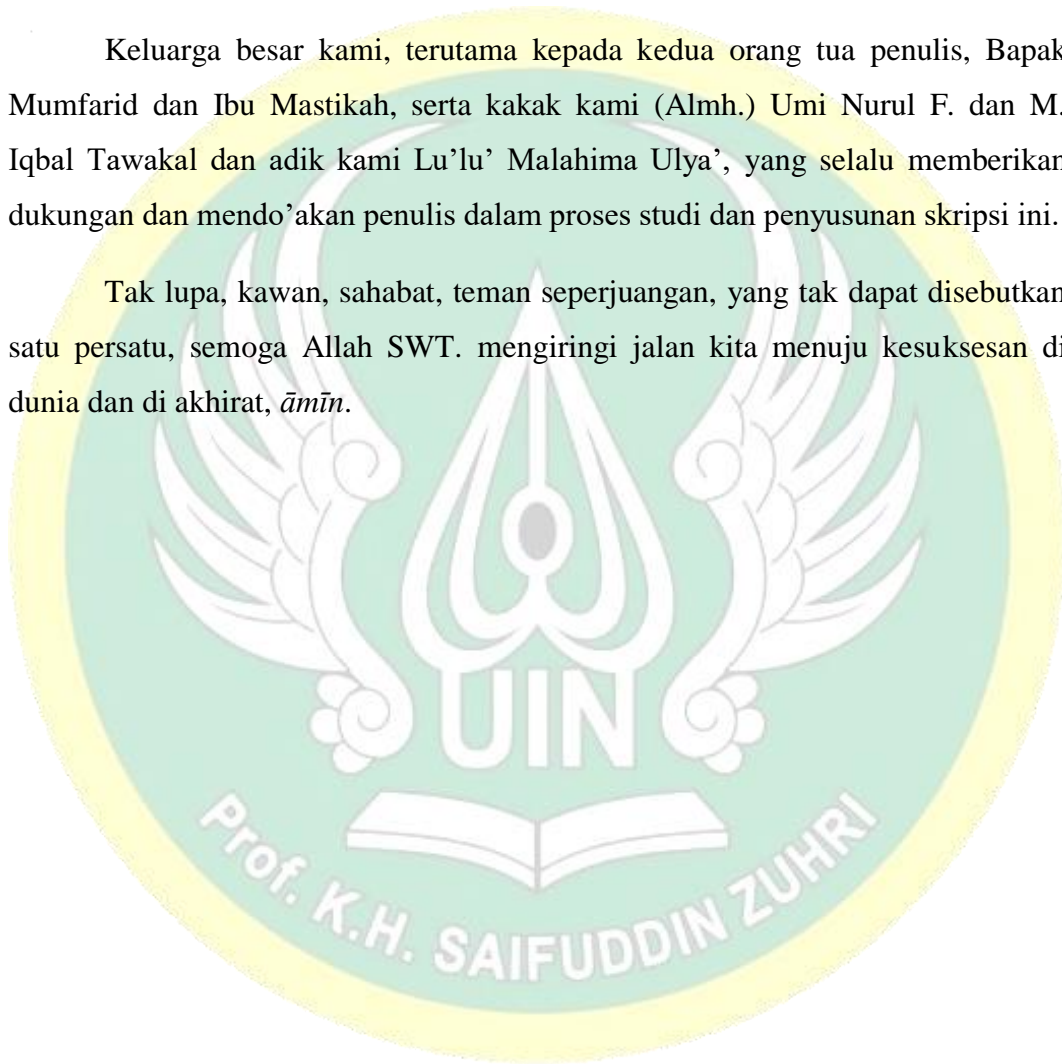 Keluarga besar kami, terutama kepada kedua orang tua penulis, Bapak
Mumfarid dan Ibu Mastikah, serta kakak kami (Almh.) Umi Nurul F. dan M.
Iqbal Tawakal dan adik kami Lu’lu’ Malahima Ulya’, yang selalu memberikan
dukungan dan mendo’akan penulis dalam proses studi dan penyusunan skripsi ini.
Tak lupa, kawan, sahabat, teman seperjuangan, yang tak dapat disebutkan
satu persatu, semoga Allah SWT. mengiringi jalan kita menuju kesuksesan di
dunia dan di akhirat, āmīn.
UIN
Prof. K.H. SAIFUDDIN ZUHRI